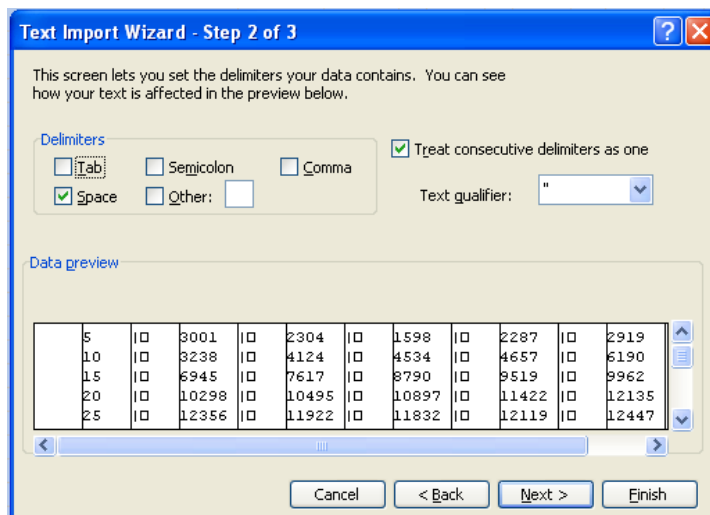 Text Import Wizard - Step 2 of 3
This screen lets you set the delimiters your data contains. You can see
how your text is affected in the preview below.
Delimiters
Tab Semicolon Comma
Space Other:
Treat consecutive delimiters as one
Text qualifier: "
Data preview
5 |□ 3001 |□ 2304 |□ 1598 |□ 2287 |□ 2919
10 |□ 3238 |□ 4124 |□ 4534 |□ 4657 |□ 6190
15 |□ 6945 |□ 7617 |□ 8790 |□ 9519 |□ 9962
20 |□ 10298 |□ 10495 |□ 10897 |□ 11422 |□ 12135
25 |□ 12356 |□ 11922 |□ 11832 |□ 12119 |□ 12447
Cancel < Back Next > Finish